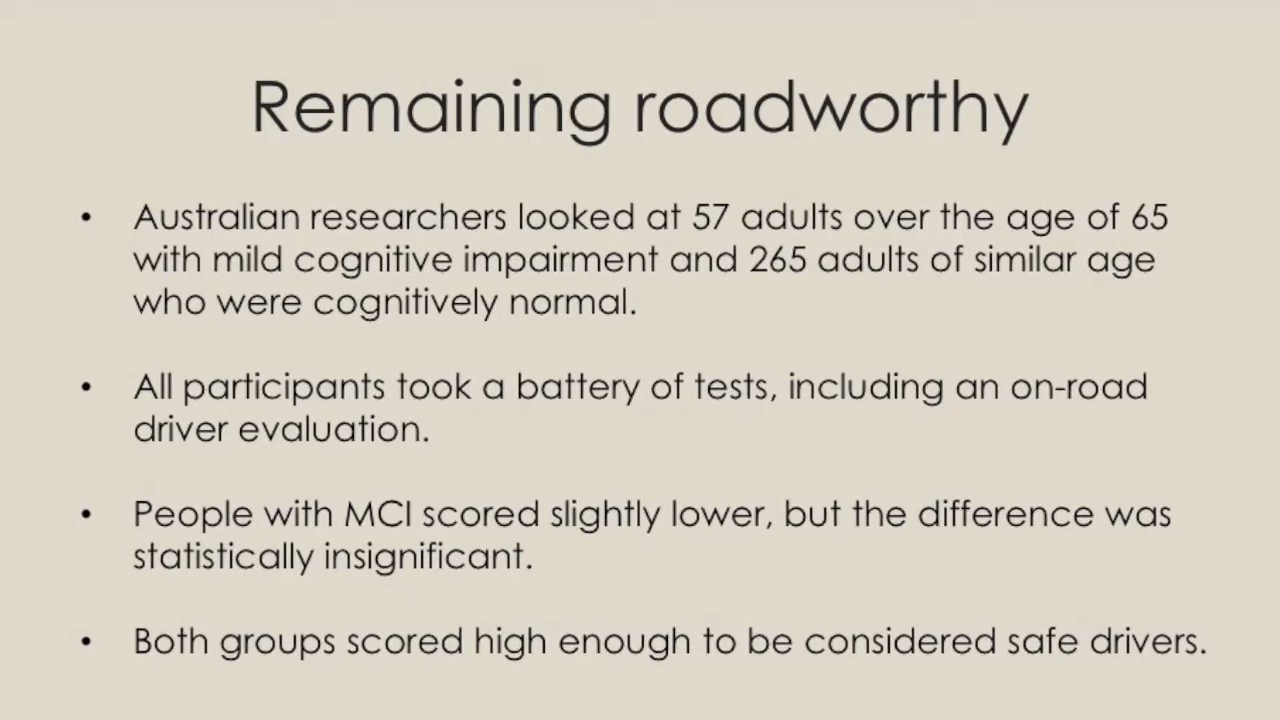 Remaining roadworthy
• Australian researchers looked at 57 adults over the age of 65
with mild cognitive impairment and 265 adults of similar age
who were cognitively normal.
• All participants took a battery of tests, including an on-road
driver evaluation.
• People with MCI scored slightly lower, but the difference was
statistically insignificant.
• Both groups scored high enough to be considered safe drivers.